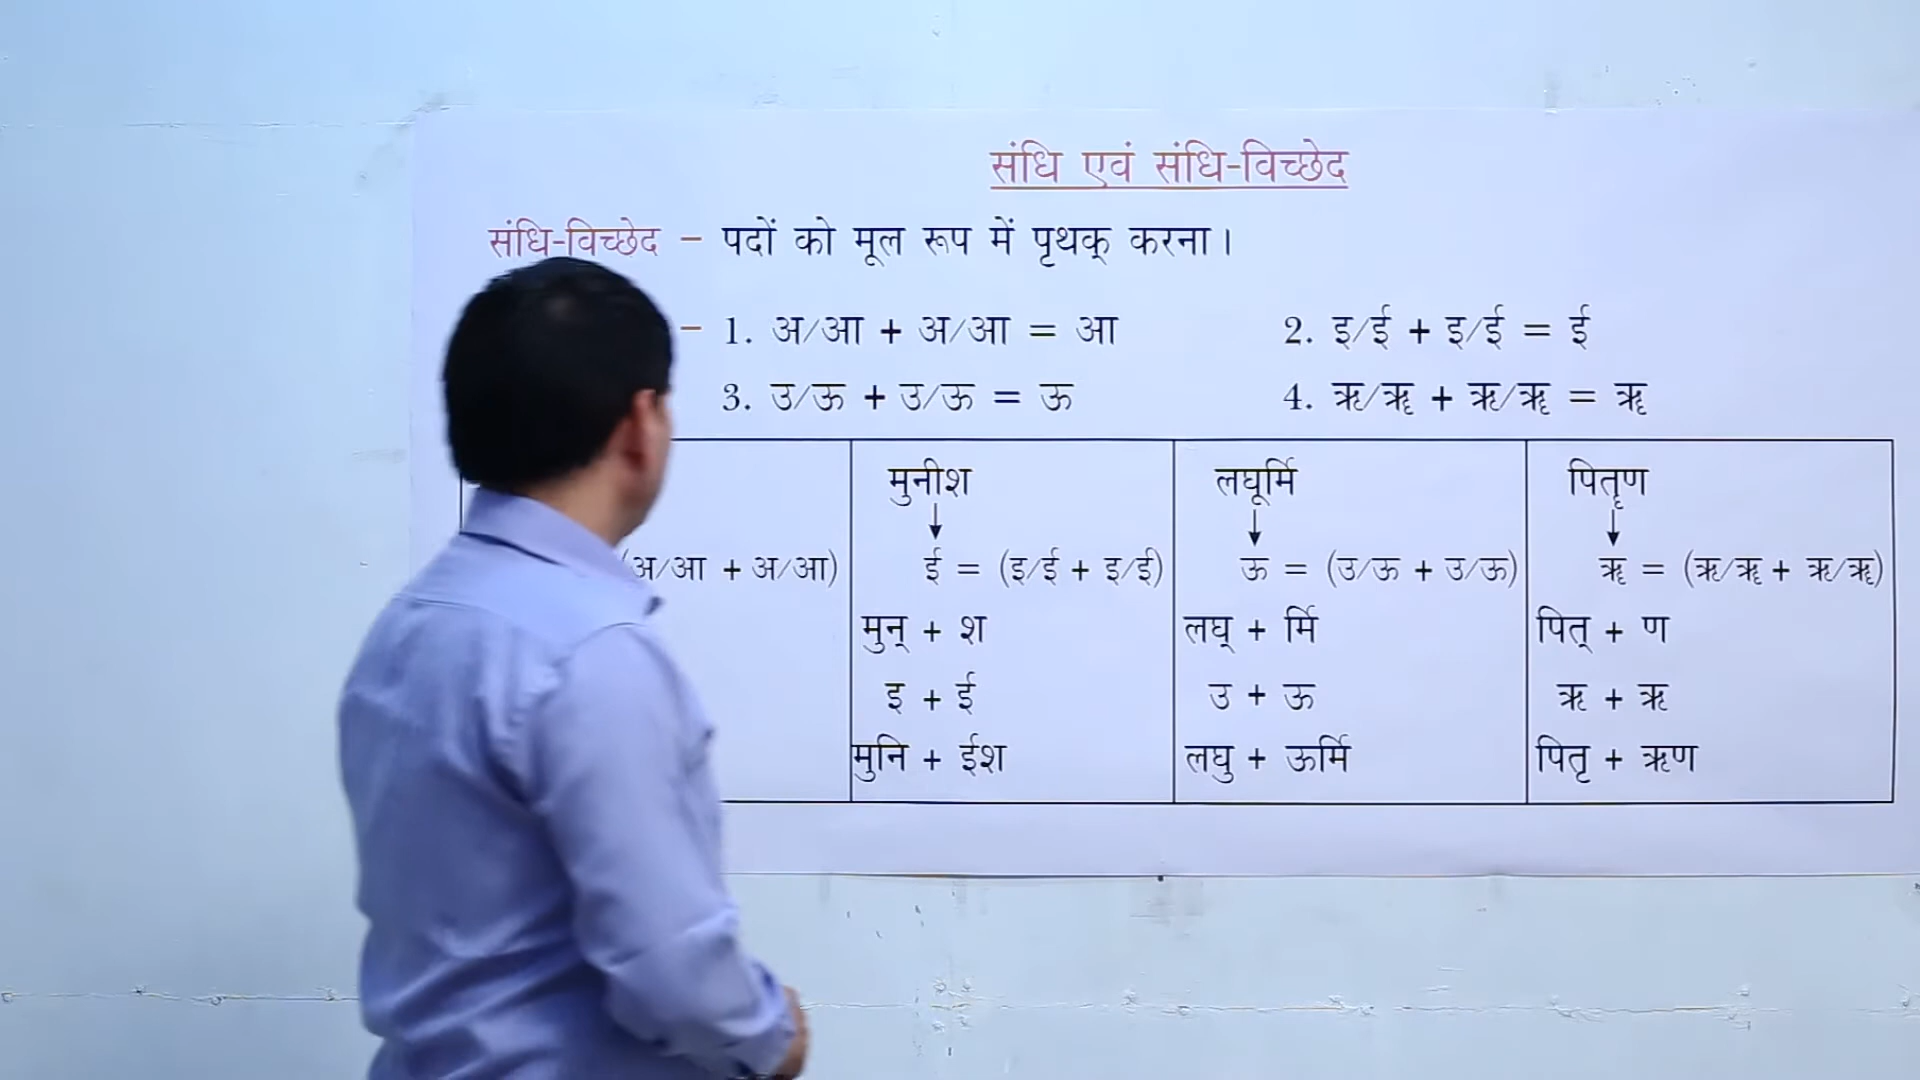 संधि एवं संधि-विच्छेद
संधि-विच्छेद – पदों को मूल रूप में पृथक् करना।
– 1. अ/आ + अ/आ = आ 2. इ/ई + इ/ई = ई
3. उ/ऊ + उ/ऊ = ऊ 4. ऋ/ॠ + ऋ/ॠ = ॠ
मुनीश लघूर्मि पितॄण
↓ ↓ ↓
(अ/आ + अ/आ) ई = (इ/ई + इ/ई) ऊ = (उ/ऊ + उ/ऊ) ॠ = (ऋ/ॠ + ऋ/ॠ)
मुन् + श लघ् + र्मि पित् + ण
इ + ई उ + ऊ ऋ + ऋ
मुनि + ईश लघु + ऊर्मि पितृ + ऋण